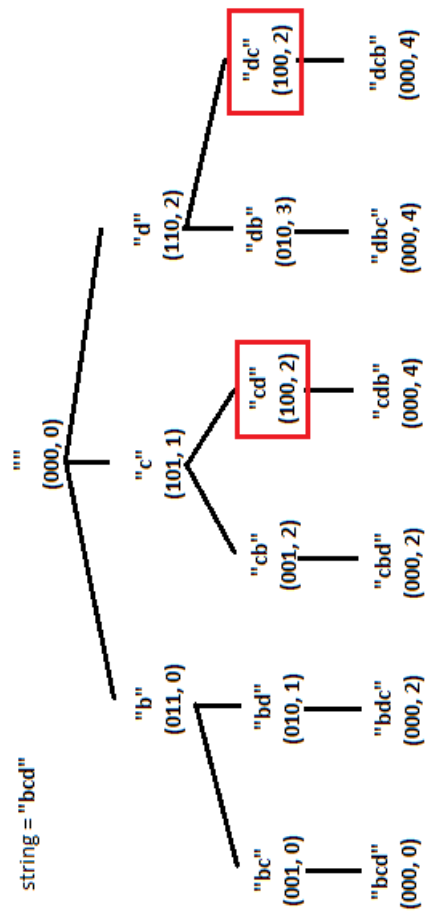 string = "bcd"
""
(000, 0)
"b"
(011, 0)
"c"
(101, 1)
"d"
(110, 2)
"bc"
(001, 0)
"bd"
(010, 1)
"cb"
(001, 2)
"cd"
(100, 2)
"db"
(010, 3)
"dc"
(100, 2)
"bcd"
(000, 0)
"bdc"
(000, 2)
"cbd"
(000, 2)
"cdb"
(000, 4)
"dbc"
(000, 4)
"dcb"
(000, 4)